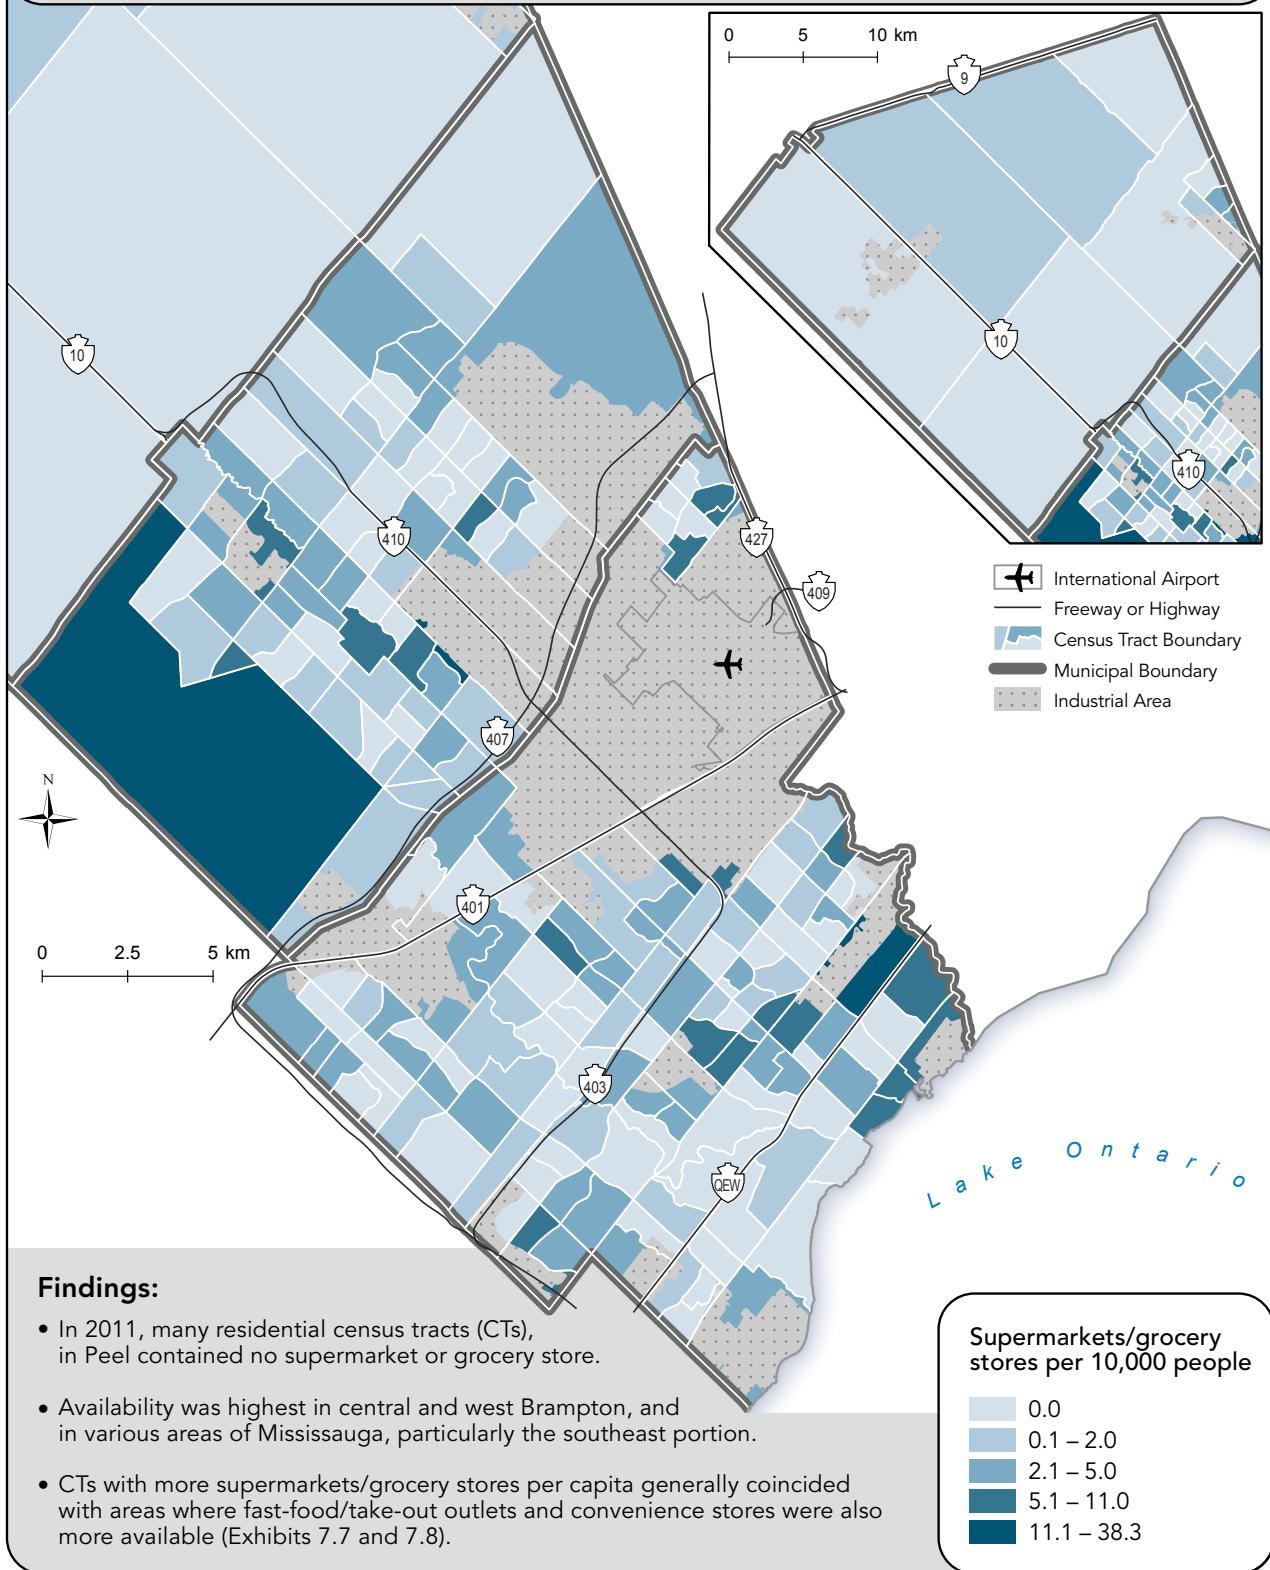 0 5 10 km
9
10
410
10
410
427
409
407
401
403
QEW
N
0 2.5 5 km
International Airport
Freeway or Highway
Census Tract Boundary
Municipal Boundary
Industrial Area
Lake Ontario
Findings:
• In 2011, many residential census tracts (CTs),
in Peel contained no supermarket or grocery store.
• Availability was highest in central and west Brampton, and
in various areas of Mississauga, particularly the southeast portion.
• CTs with more supermarkets/grocery stores per capita generally coincided
with areas where fast-food/take-out outlets and convenience stores were also
more available (Exhibits 7.7 and 7.8).
Supermarkets/grocery
stores per 10,000 people
0.0
0.1 – 2.0
2.1 – 5.0
5.1 – 11.0
11.1 – 38.3